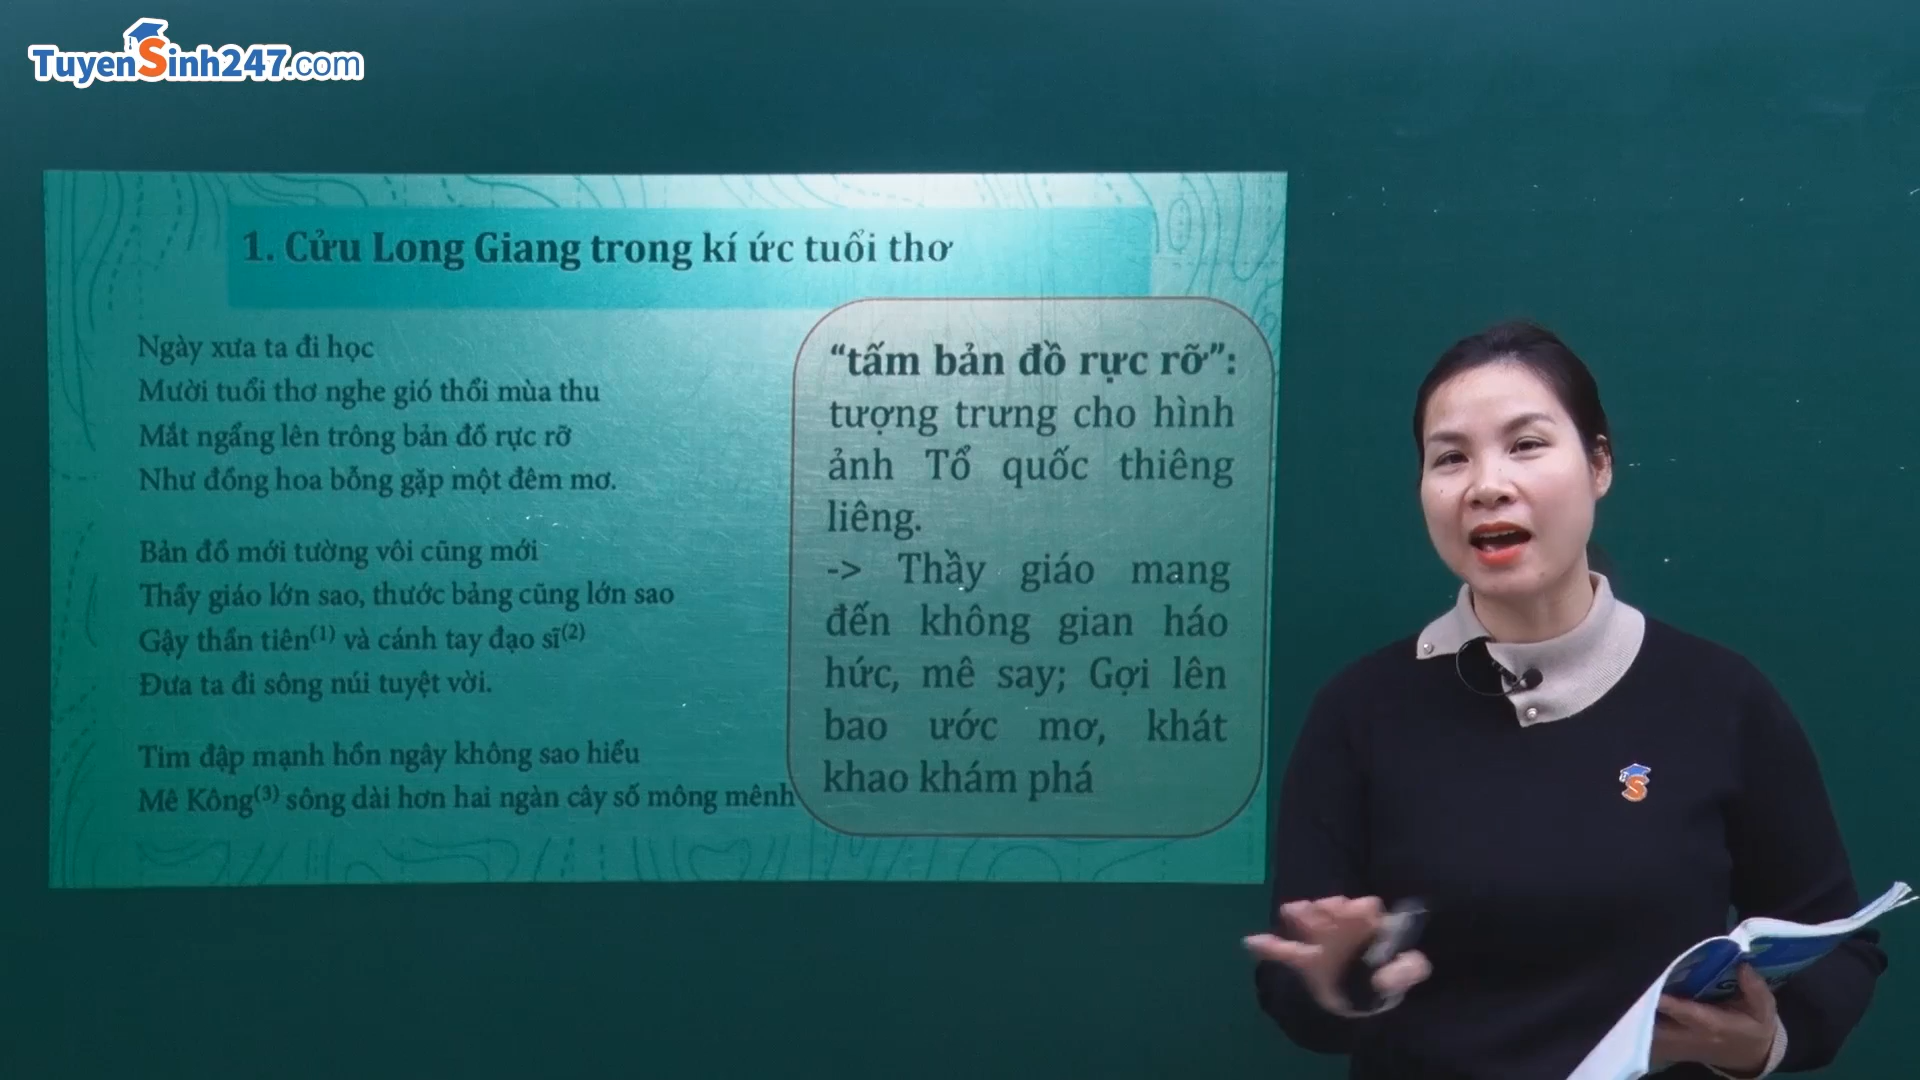 TuyenSinh247.com
1. Cửu Long Giang trong kí ức tuổi thơ
Ngày xưa ta đi học
Mười tuổi thơ nghe gió thổi mùa thu
Mắt ngẩng lên trông bản đồ rực rỡ
Như đồng hoa bỗng gặp một đêm mơ.
Bản đồ mới tường vôi cũng mới
Thầy giáo lớn sao, thước bảng cũng lớn sao
Gậy thần tiên(1) và cánh tay đạo sĩ(2)
Đưa ta đi sông núi tuyệt vời.
Tim đập mạnh hồn ngây không sao hiểu
Mê Kông(3) sông dài hơn hai ngàn cây số mông mênh
“tấm bản đồ rực rỡ”:
tượng trưng cho hình
ảnh Tổ quốc thiêng
liêng.
-> Thầy giáo mang
đến không gian háo
hức, mê say; Gợi lên
bao ước mơ, khát
khao khám phá
S